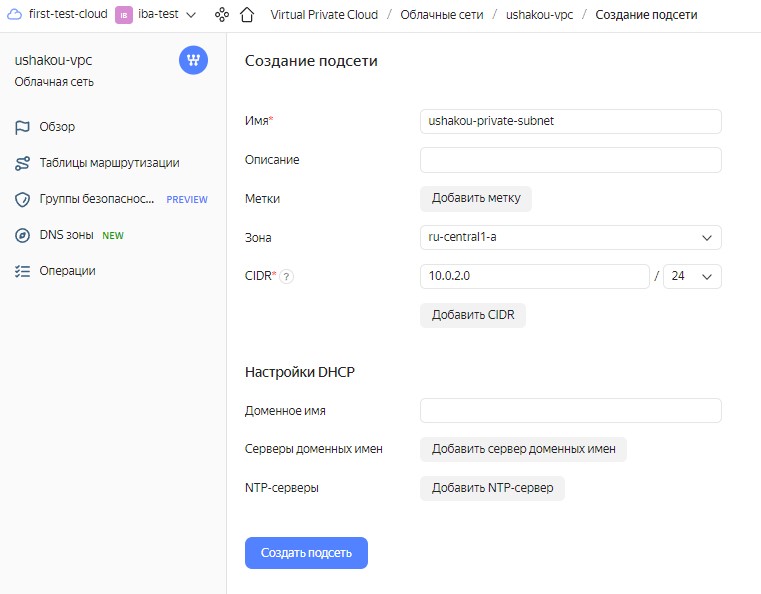 first-test-cloud IB iba-test Virtual Private Cloud / Облачные сети / ushakou-vpc / Создание подсети
ushakou-vpc
Облачная сеть
Обзор
Таблицы маршрутизации
Группы безопаснос... PREVIEW
DNS зоны NEW
Операции
Создание подсети
Имя* ushakou-private-subnet
Описание
Метки Добавить метку
Зона ru-central1-a
CIDR* ? 10.0.2.0 / 24
Добавить CIDR
Настройки DHCP
Доменное имя
Серверы доменных имен Добавить сервер доменных имен
NTP-серверы Добавить NTP-сервер
Создать подсеть